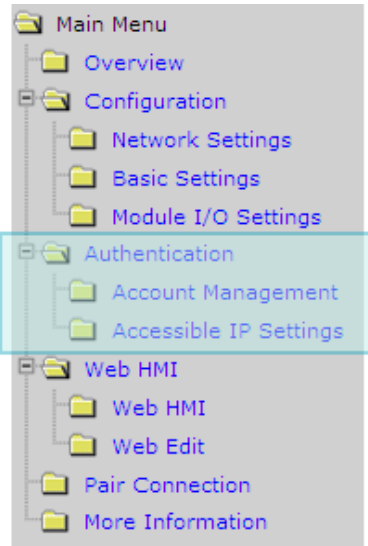 Main Menu
Overview
Configuration
Network Settings
Basic Settings
Module I/O Settings
Authentication
Account Management
Accessible IP Settings
Web HMI
Web HMI
Web Edit
Pair Connection
More Information